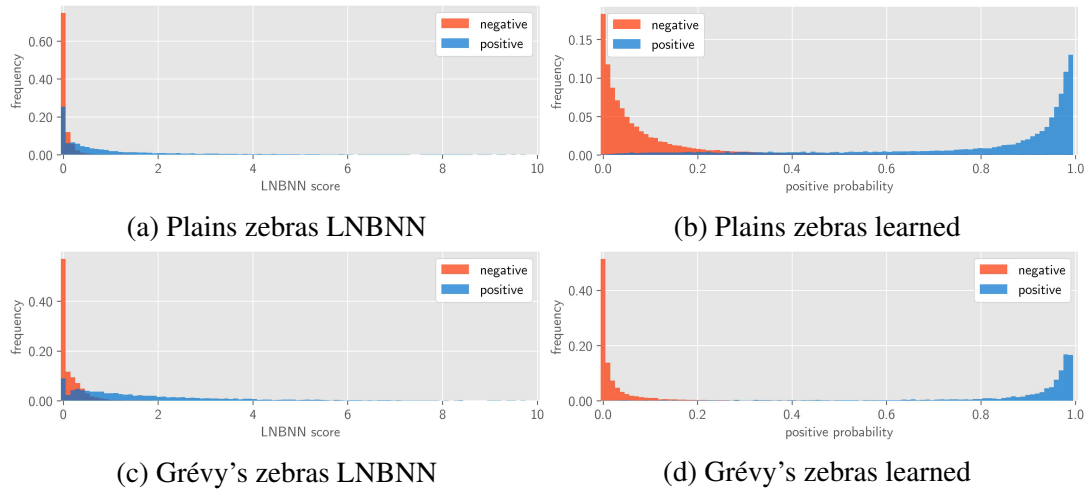 negative
positive
0.60
0.40
0.20
0.00
frequency
0 2 4 6 8 10
LNBNN score
(a) Plains zebras LNBNN
negative
positive
0.15
0.10
0.05
0.00
frequency
0.0 0.2 0.4 0.6 0.8 1.0
positive probability
(b) Plains zebras learned
negative
positive
0.40
0.20
0.00
frequency
0 2 4 6 8 10
LNBNN score
(c) Grévy's zebras LNBNN
negative
positive
0.40
0.20
0.00
frequency
0.0 0.2 0.4 0.6 0.8 1.0
positive probability
(d) Grévy's zebras learned